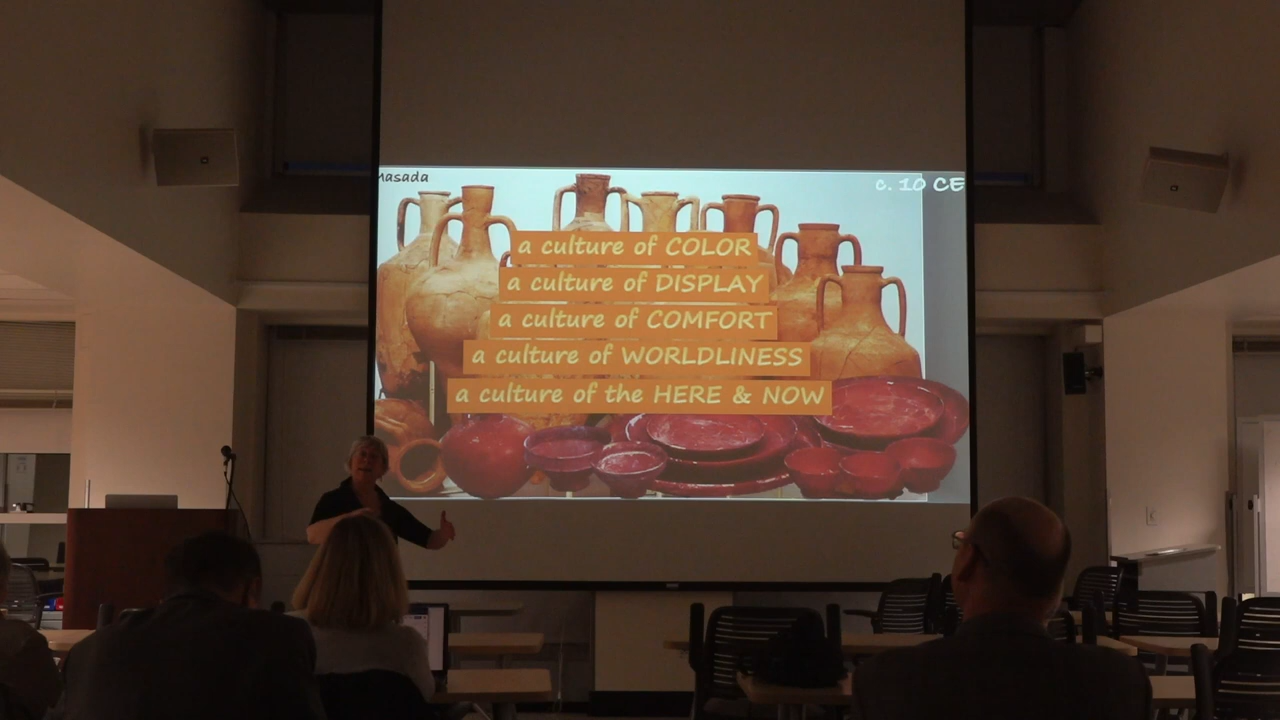 Masada
c. 10 CE
a culture of COLOR
a culture of DISPLAY
a culture of COMFORT
a culture of WORLDLINESS
a culture of the HERE & NOW